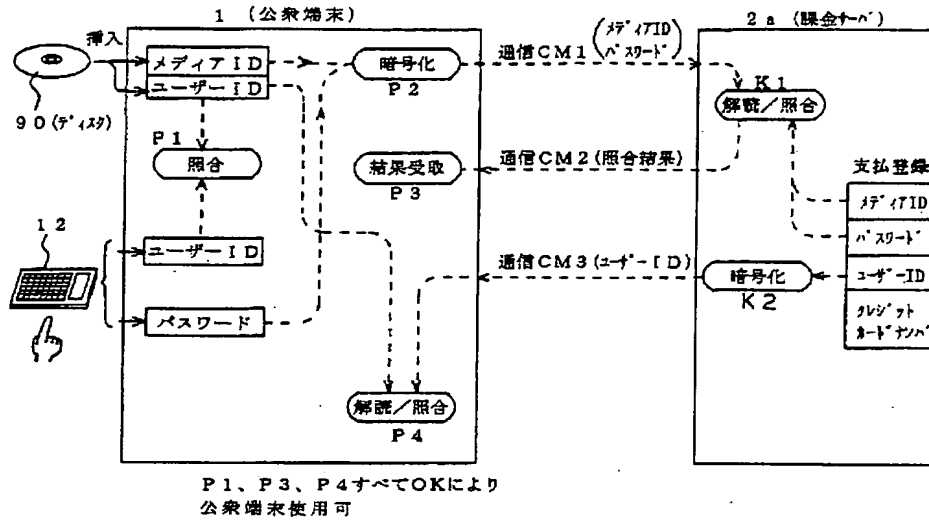 1 (公衆端末)
2a (課金サーバ)
挿入
90(ディスク)
メディアID
ユーザーID
P1
照合
暗号化
P2
通信CM1(メディアID
パスワード)
K1
解読/照合
結果受取
P3
通信CM2(照合結果)
支払登録
メディアID
パスワード
ユーザーID
クレジット
カードナンバ
12
ユーザーID
パスワード
通信CM3(ユーザーID)
暗号化
K2
解読/照合
P4
P1、P3、P4すべてOKにより
公衆端末使用可